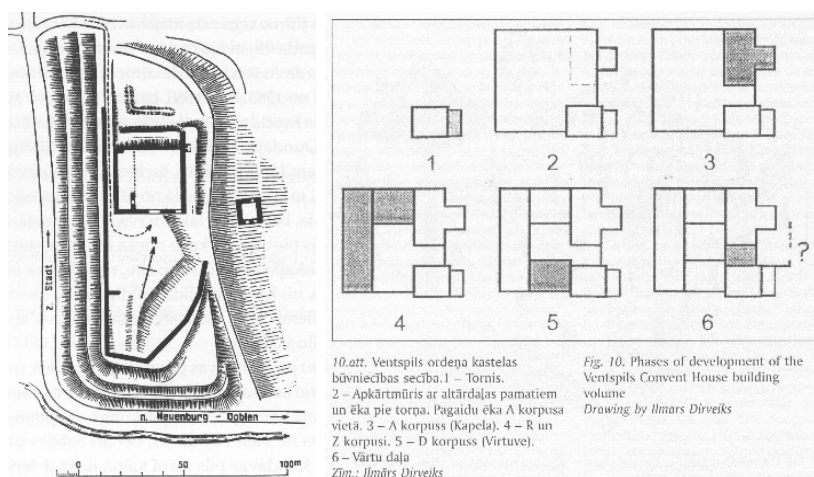 n. Neuenburg – Doblen
0 50 100m
1
2
3
4
5
6
?
10.att. Ventspils ordeņa kastelas
būvniecības secība.1 – Tornis.
2 – Apkārtmūris ar altārdaļas pamatiem
un ēka pie torņa. Pagaidu ēka A korpusa
vietā. 3 – A korpuss (Kapela). 4 – R un
Z korpusi. 5 – D korpuss (Virtuve).
6 – Vārtu daļa
Zīm.: Ilmārs Dirveiks
Fig. 10. Phases of development of the
Ventspils Convent House building
volume
Drawing by Ilmars Dirveiks